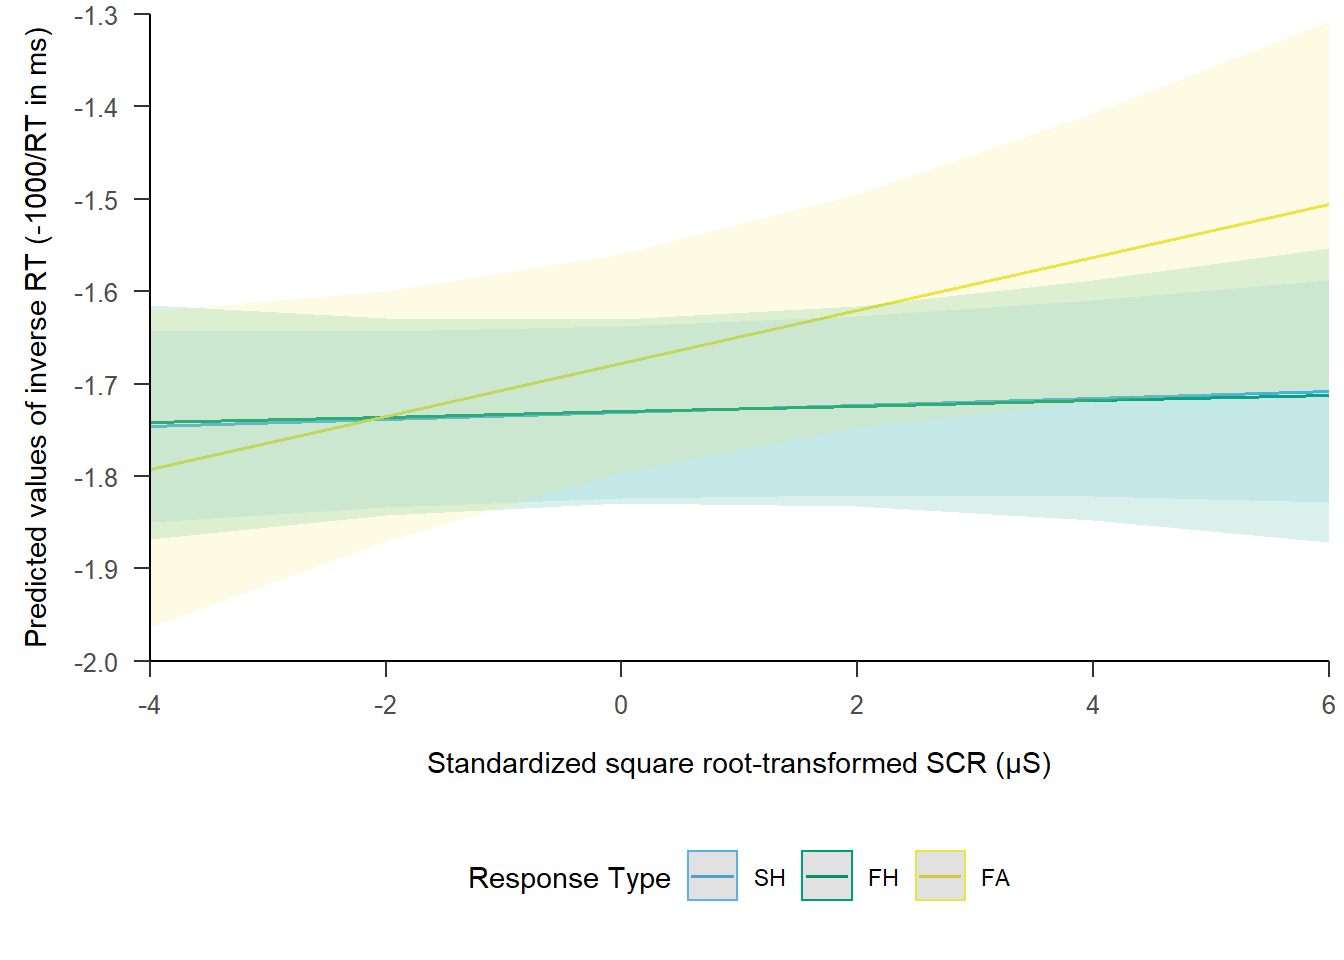 Predicted values of inverse RT (-1000/RT in ms)
-1.3
-1.4
-1.5
-1.6
-1.7
-1.8
-1.9
-2.0
-4 -2 0 2 4 6
Standardized square root-transformed SCR (µS)
Response Type SH FH FA